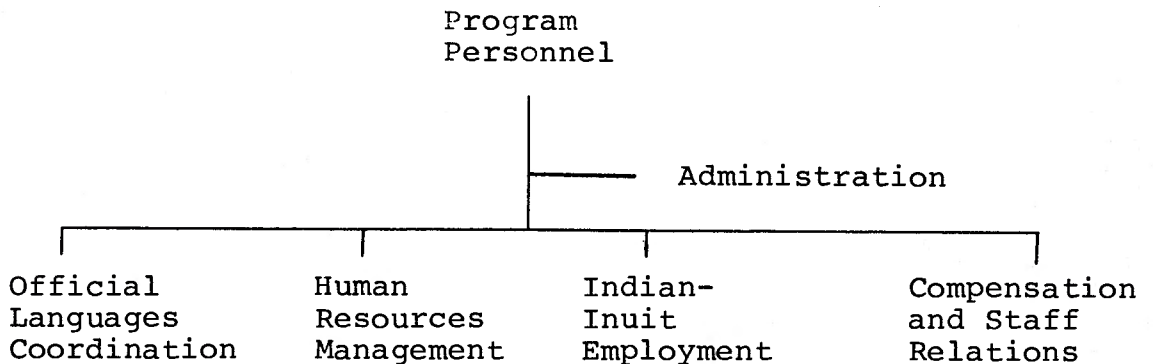 Program
Personnel
Administration
Official
Languages
Coordination
Human
Resources
Management
Indian-
Inuit
Employment
Compensation
and Staff
Relations